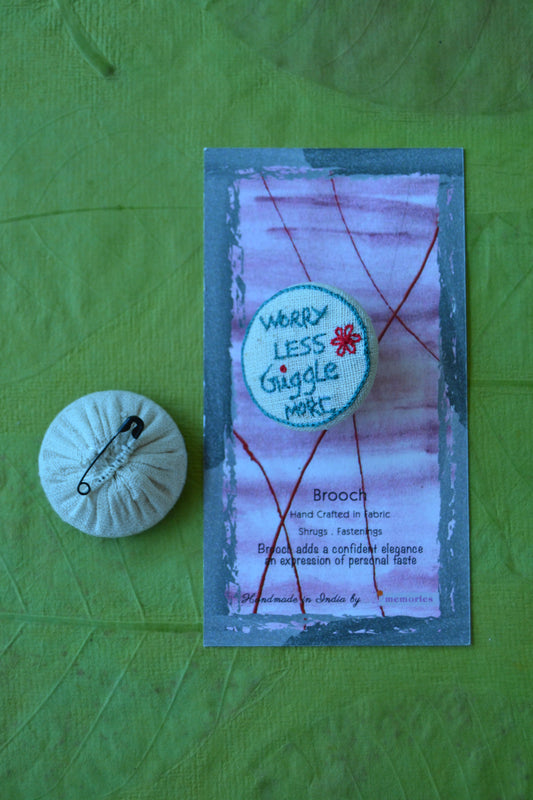 WORRY
LESS
Giggle
MORE
Brooch
Hand Crafted in Fabric
Shrugs . Fastenings
Brooch adds a confident elegance
an expression of personal taste
Handmade in India by memories